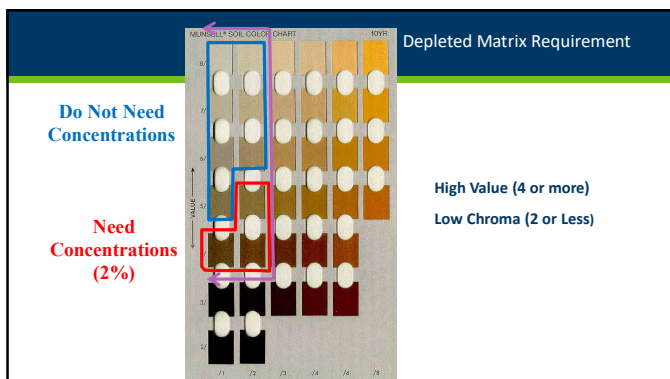 MUNSELL® SOIL COLOR CHART 10YR
Depleted Matrix Requirement
8/
Do Not Need
Concentrations
7/
6/
High Value (4 or more)
Low Chroma (2 or Less)
VALUE
5/
Need
Concentrations
(2%)
3/
2/
/1 /2 /3 /4 /6 /8